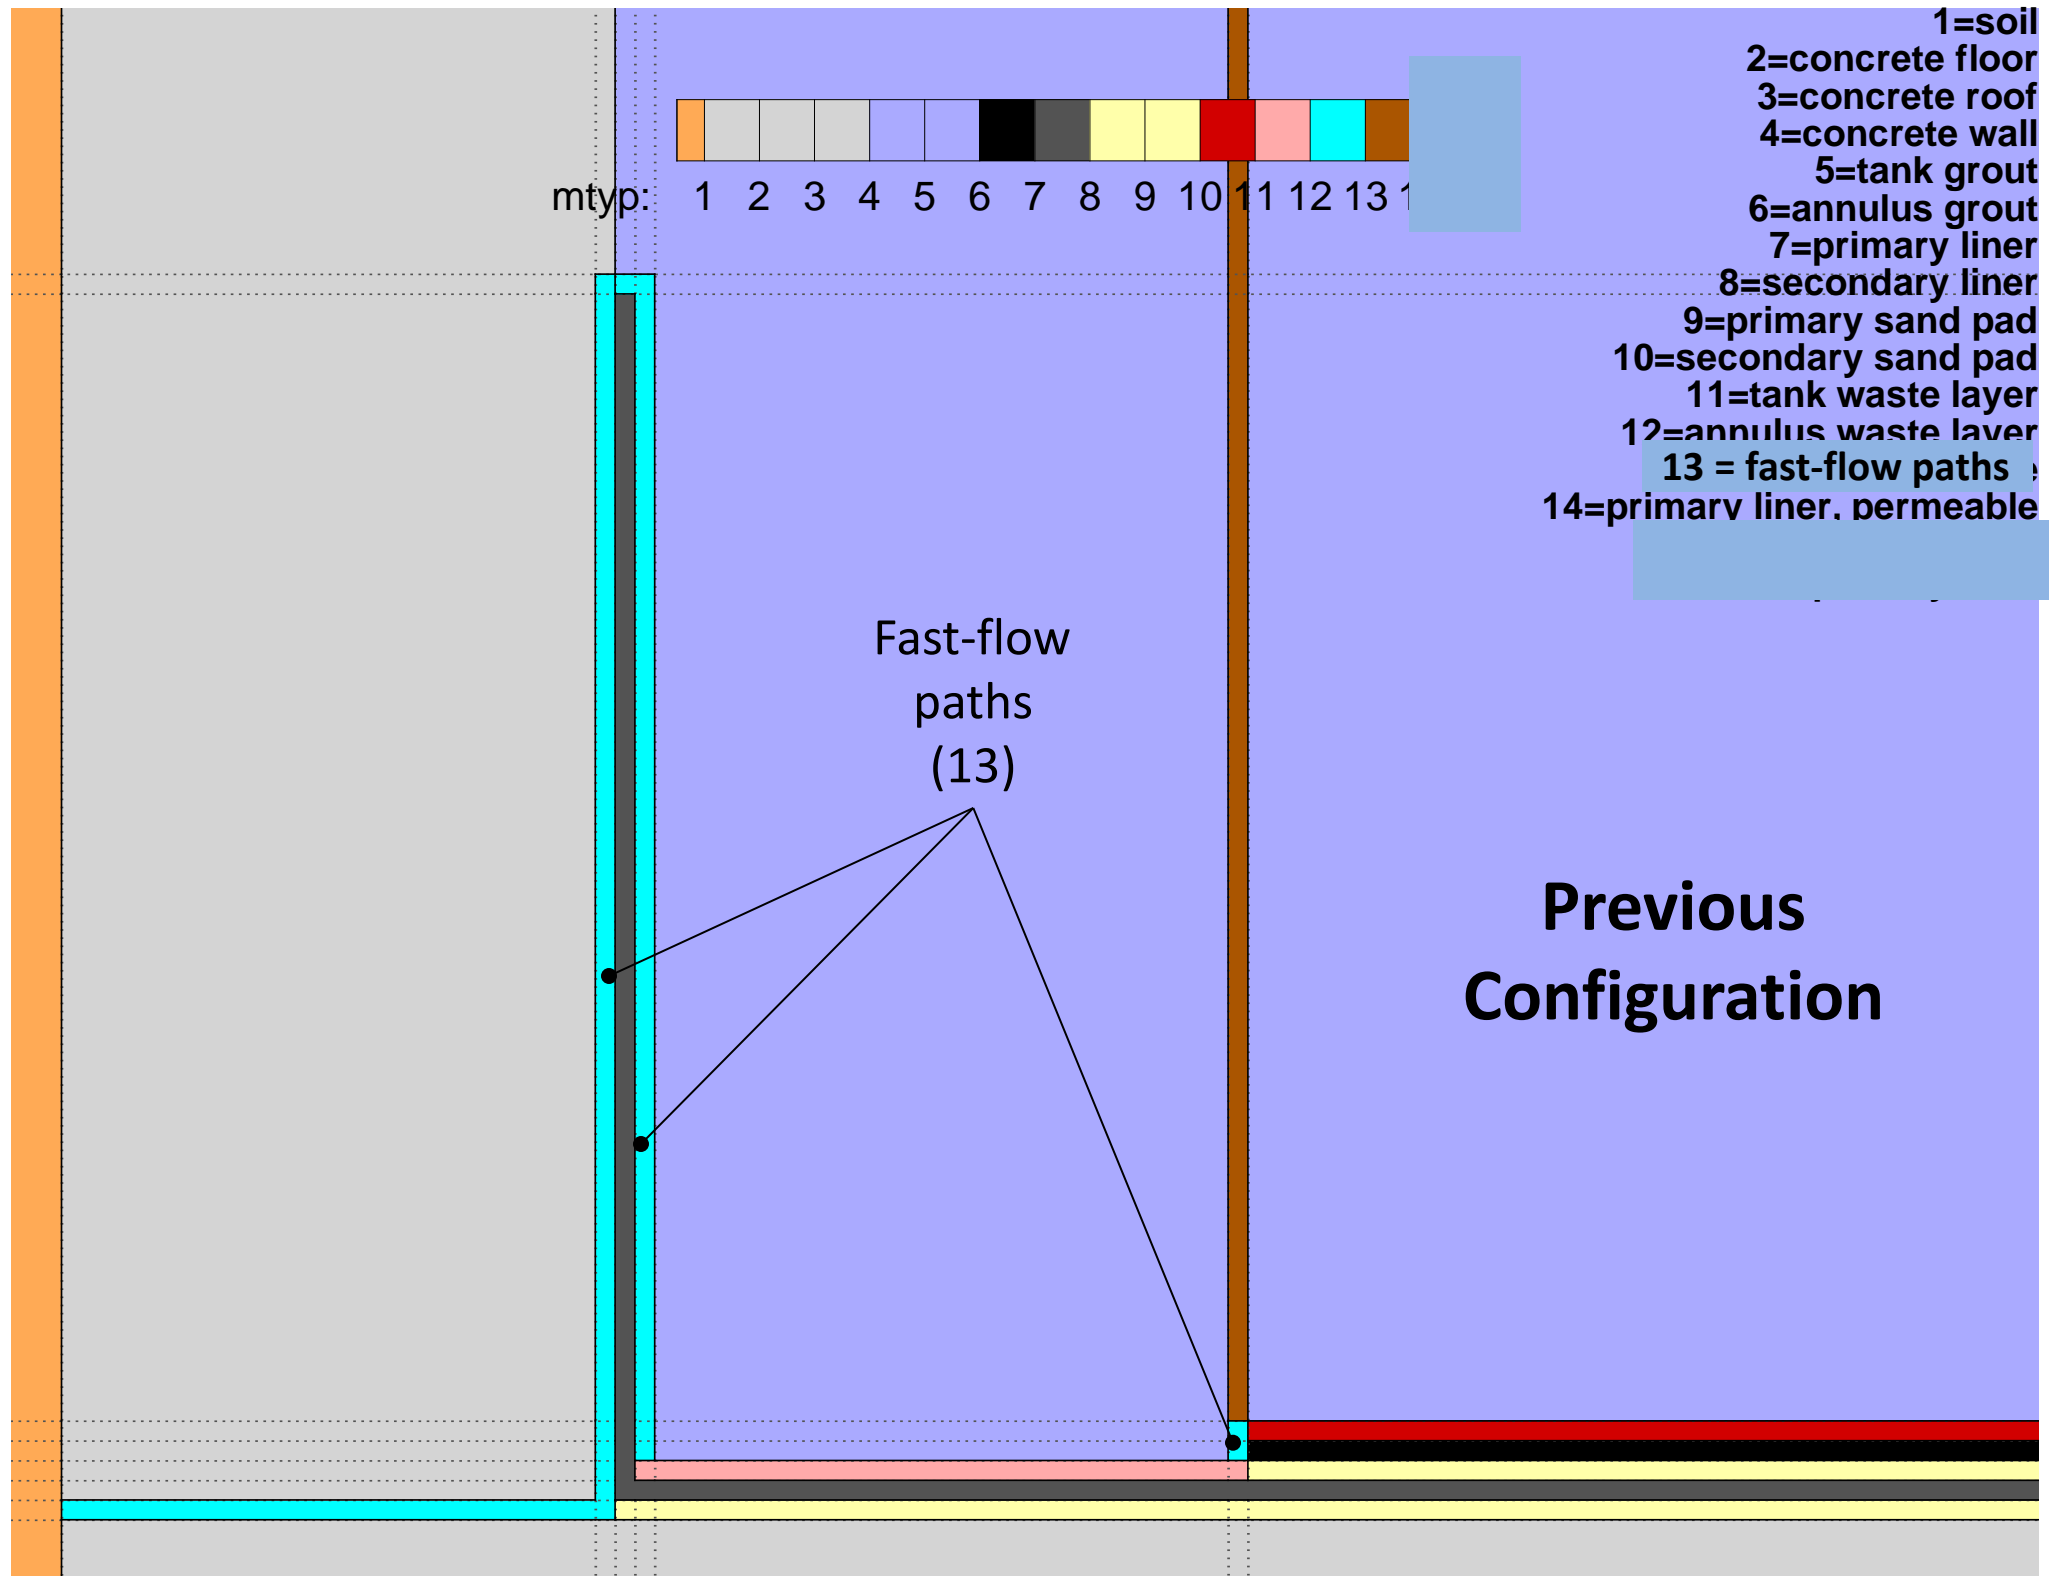 1=soil
2=concrete floor
3=concrete roof
4=concrete wall
5=tank grout
6=annulus grout
7=primary liner
8=secondary liner
9=primary sand pad
10=secondary sand pad
11=tank waste layer
12=annulus waste layer
13 = fast-flow paths
14=primary liner, permeable
mtyp: 1 2 3 4 5 6 7 8 9 10 11 12 13
Fast-flow
paths
(13)
Previous
Configuration